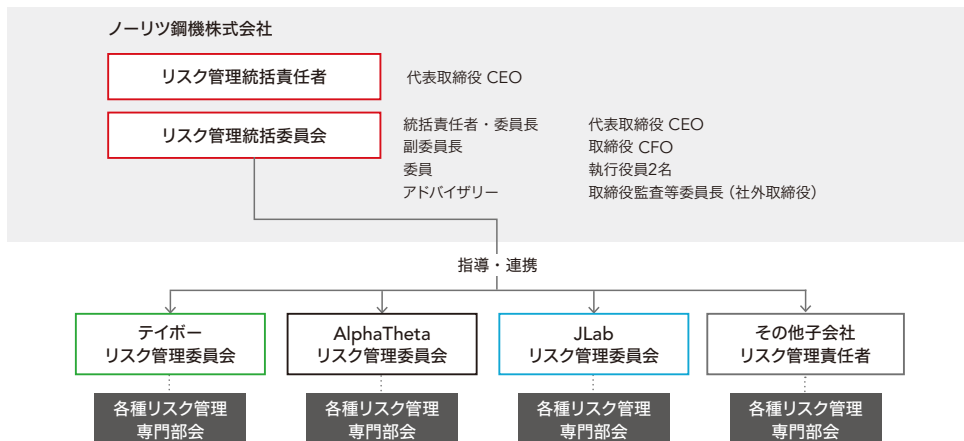 ノーリツ鋼機株式会社
リスク管理統括責任者
代表取締役 CEO
リスク管理統括委員会
統括責任者・委員長 代表取締役 CEO
副委員長 取締役 CFO
委員 執行役員2名
アドバイザリー 取締役監査等委員長（社外取締役）
指導・連携
テイボー
リスク管理委員会
AlphaTheta
リスク管理委員会
JLab
リスク管理委員会
その他子会社
リスク管理責任者
各種リスク管理
専門部会
各種リスク管理
専門部会
各種リスク管理
専門部会
各種リスク管理
専門部会